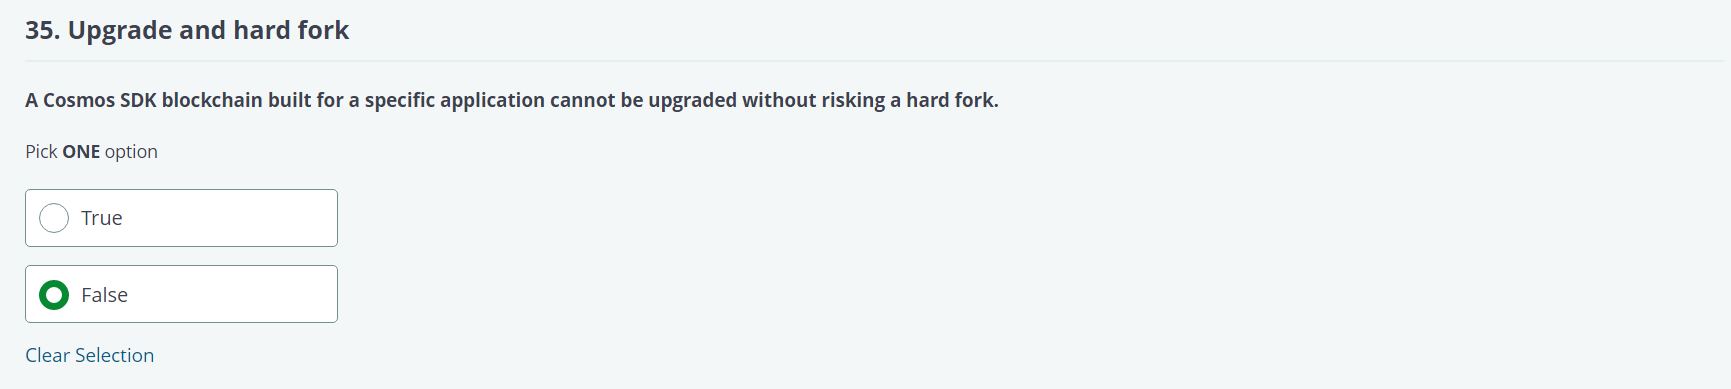 35. Upgrade and hard fork
A Cosmos SDK blockchain built for a specific application cannot be upgraded without risking a hard fork.
Pick ONE option
True
False
Clear Selection